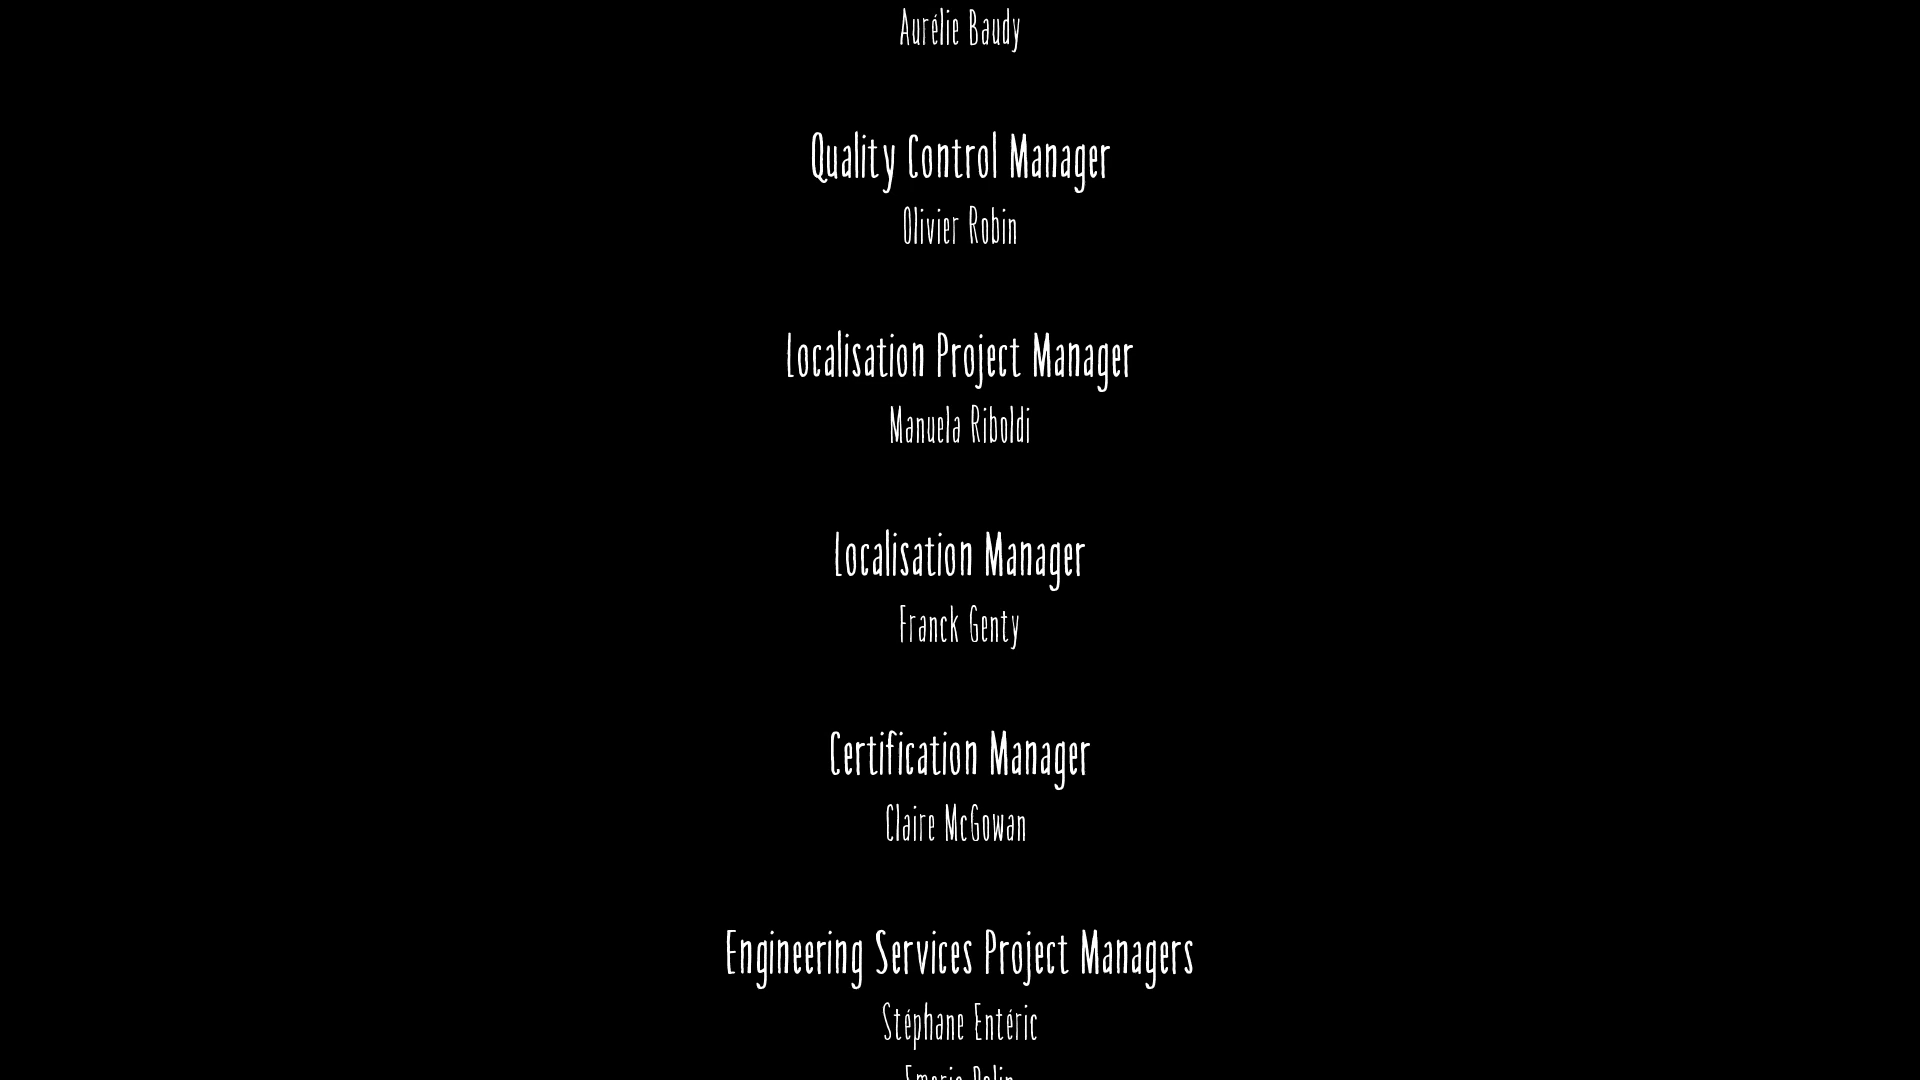 Aurélie Baudy
Quality Control Manager
Olivier Robin
Localisation Project Manager
Manuela Riboldi
Localisation Manager
Franck Genty
Certification Manager
Claire McGowan
Engineering Services Project Managers
Stéphane Entéric